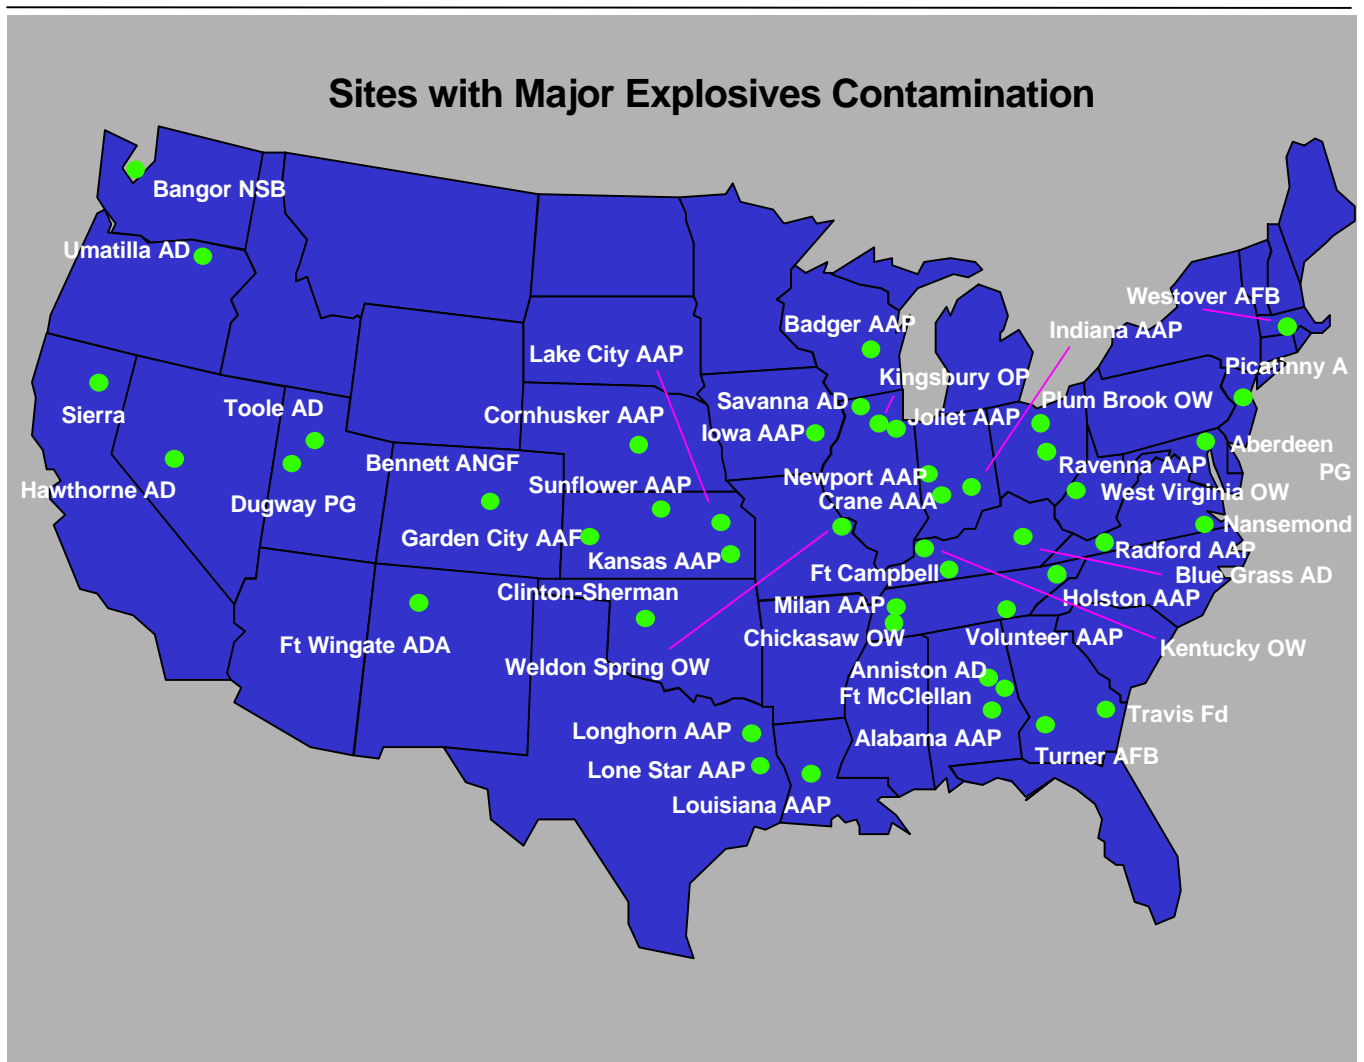 Sites with Major Explosives Contamination
Bangor NSB
Umatilla AD
Westover AFB
Badger AAP
Indiana AAP
Lake City AAP
Picatinny A
Kingsbury OP
Sierra
Toole AD
Cornhusker AAP
Savanna AD
Joliet AAP
Plum Brook OW
Iowa AAP
Aberdeen
PG
Bennett ANGF
Ravenna AAP
Hawthorne AD
Dugway PG
Sunflower AAP
Newport AAP
Crane AAA
West Virginia OW
Nansemond
Garden City AAF
Kansas AAP
Radford AAP
Ft Campbell
Blue Grass AD
Clinton-Sherman
Milan AAP
Holston AAP
Chickasaw OW
Volunteer AAP
Ft Wingate ADA
Kentucky OW
Weldon Spring OW
Anniston AD
Ft McClellan
Travis Fd
Longhorn AAP
Alabama AAP
Turner AFB
Lone Star AAP
Louisiana AAP